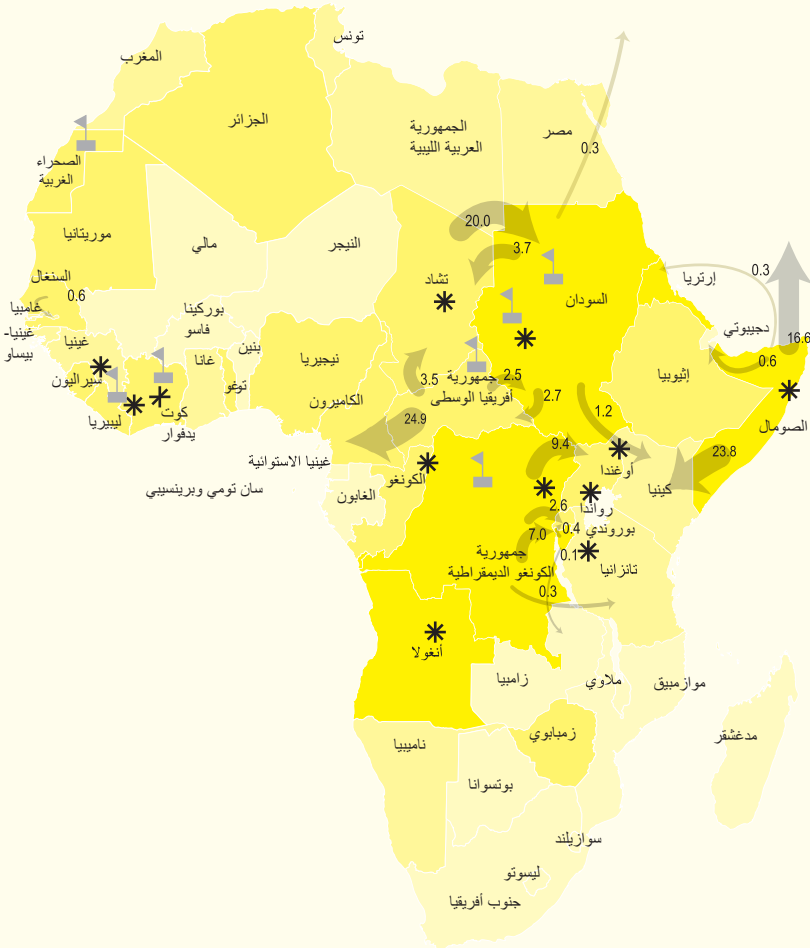 تونس
المغرب
الجزائر
الجمهورية
العربية الليبية
مصر
0.3
الصحراء
الغربية
موريتانيا
مالي
النيجر
20.0
3.7
تشاد
السودان
إرتريا
0.3
السنغال
0.6
غامبيا
غينيا-
بيساو
غينيا
سيراليون
ليبيريا
بوركينا
فاسو
كوت
يدفوار
غانا
توغو
بنين
نيجيريا
الكاميرون
3.5
جمهورية
أفريقيا الوسطى
2.5
2.7
1.2
إثيوبيا
دجيبوتي
16.6
0.6
الصومال
24.9
9.4
23.8
غينيا الاستوائية
سان تومي وبرينسيبي
الغابون
الكونغو
أوغندا
كينيا
رواندا
2.6
بوروندي
0.4
7.0
0.1
جمهورية
الكونغو الديمقراطية
تانزانيا
0.3
أنغولا
زامبيا
ملاوي
موازمبيق
زمبابوي
مدغشقر
ناميبيا
بوتسوانا
سوازيلند
ليسوتو
جنوب أفريقيا